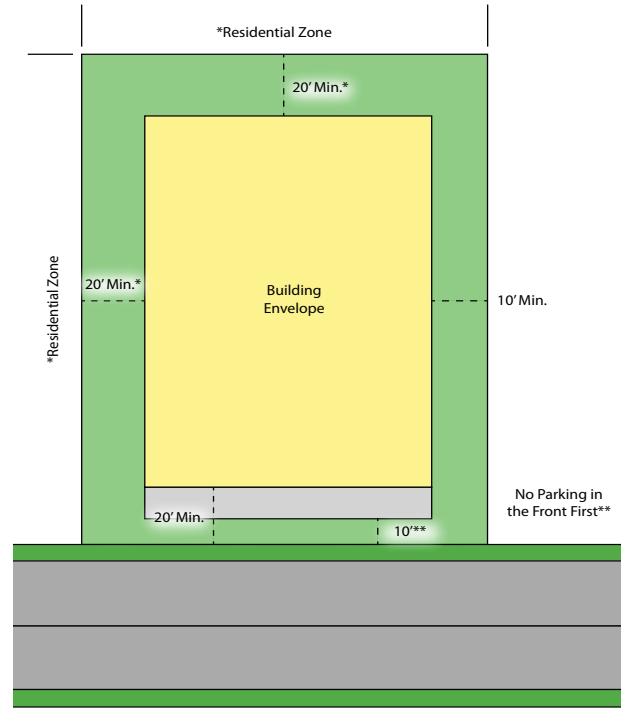 *Residential Zone
20' Min.*
*Residential Zone
20' Min.*
Building
Envelope
10' Min.
20' Min.
No Parking in
the Front First**
10'**